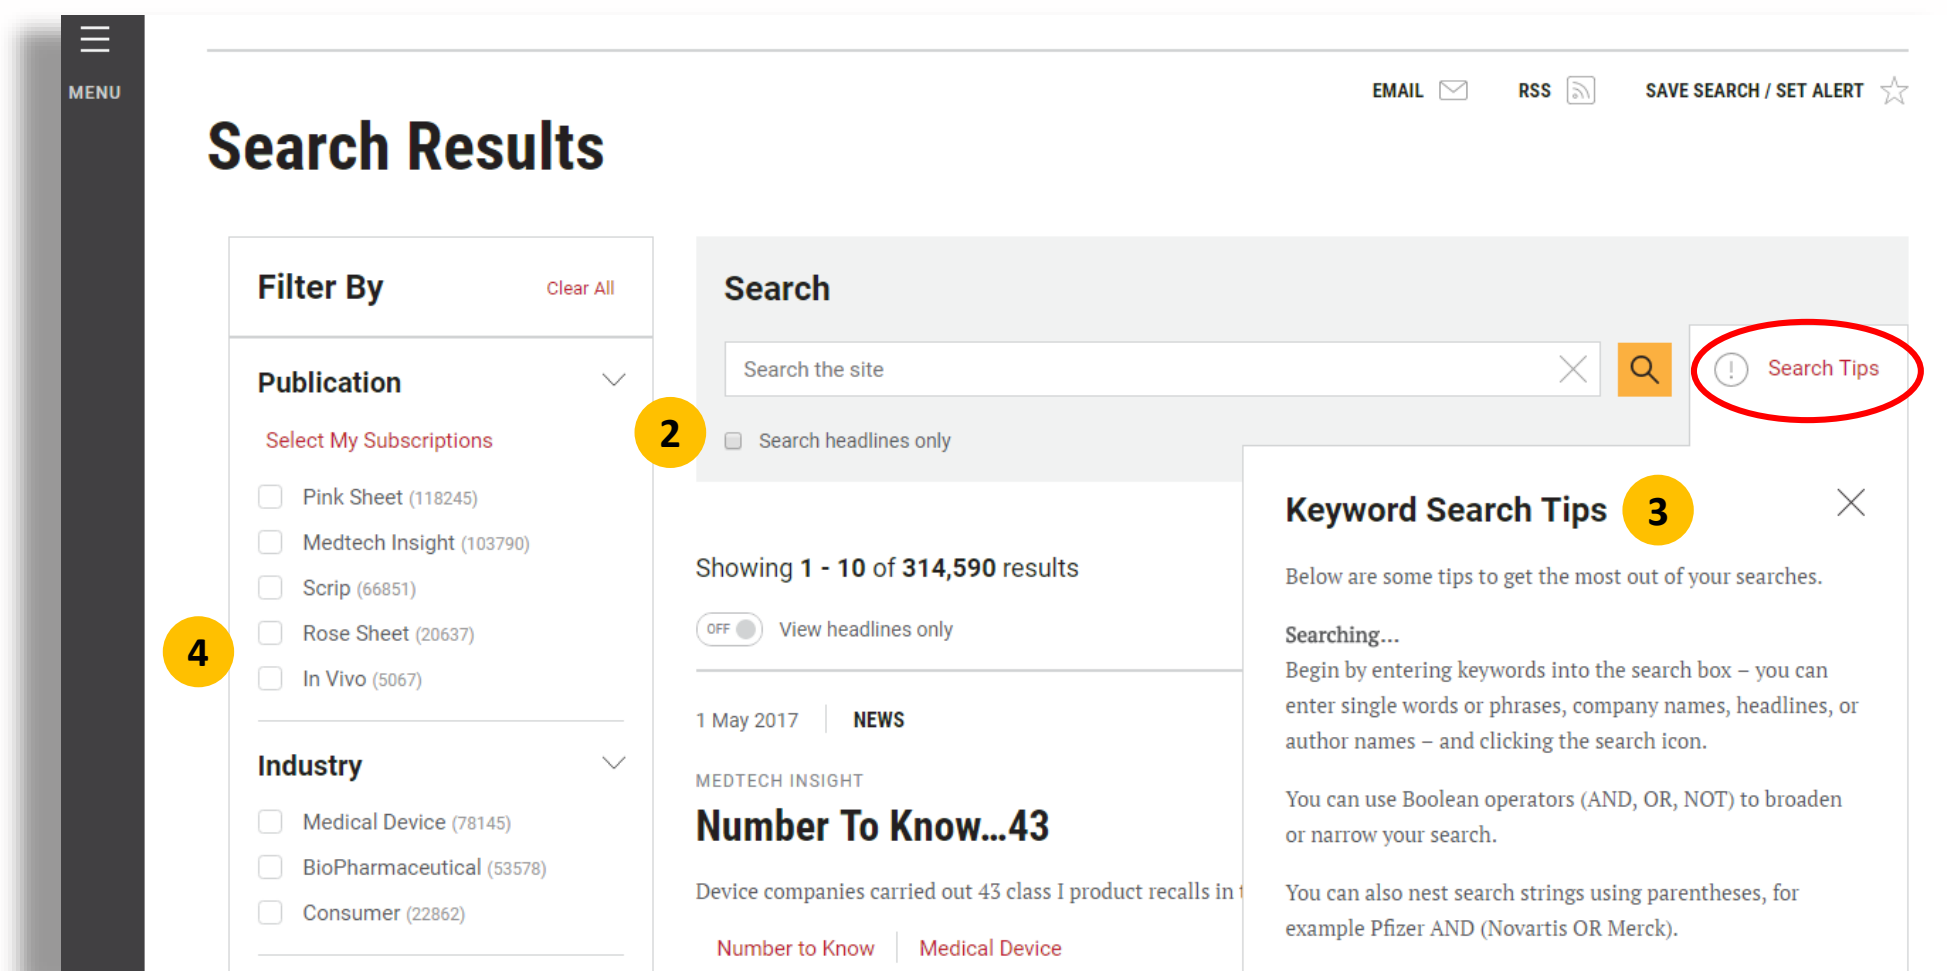 MENU
EMAIL
RSS
SAVE SEARCH / SET ALERT
Search Results
Filter By
Clear All
Publication
Select My Subscriptions
Pink Sheet (118245)
Medtech Insight (103790)
Scrip (66851)
Rose Sheet (20637)
4
In Vivo (5067)
Industry
Medical Device (78145)
BioPharmaceutical (53578)
Consumer (22862)
Search
Search the site
Search Tips
2
Search headlines only
Showing 1 - 10 of 314,590 results
OFF
View headlines only
1 May 2017
NEWS
MEDTECH INSIGHT
Number To Know...43
Device companies carried out 43 class I product recalls in
Number to Know
Medical Device
Keyword Search Tips
3
Below are some tips to get the most out of your searches.
Searching...
Begin by entering keywords into the search box – you can
enter single words or phrases, company names, headlines, or
author names – and clicking the search icon.
You can use Boolean operators (AND, OR, NOT) to broaden
or narrow your search.
You can also nest search strings using parentheses, for
example Pfizer AND (Novartis OR Merck).